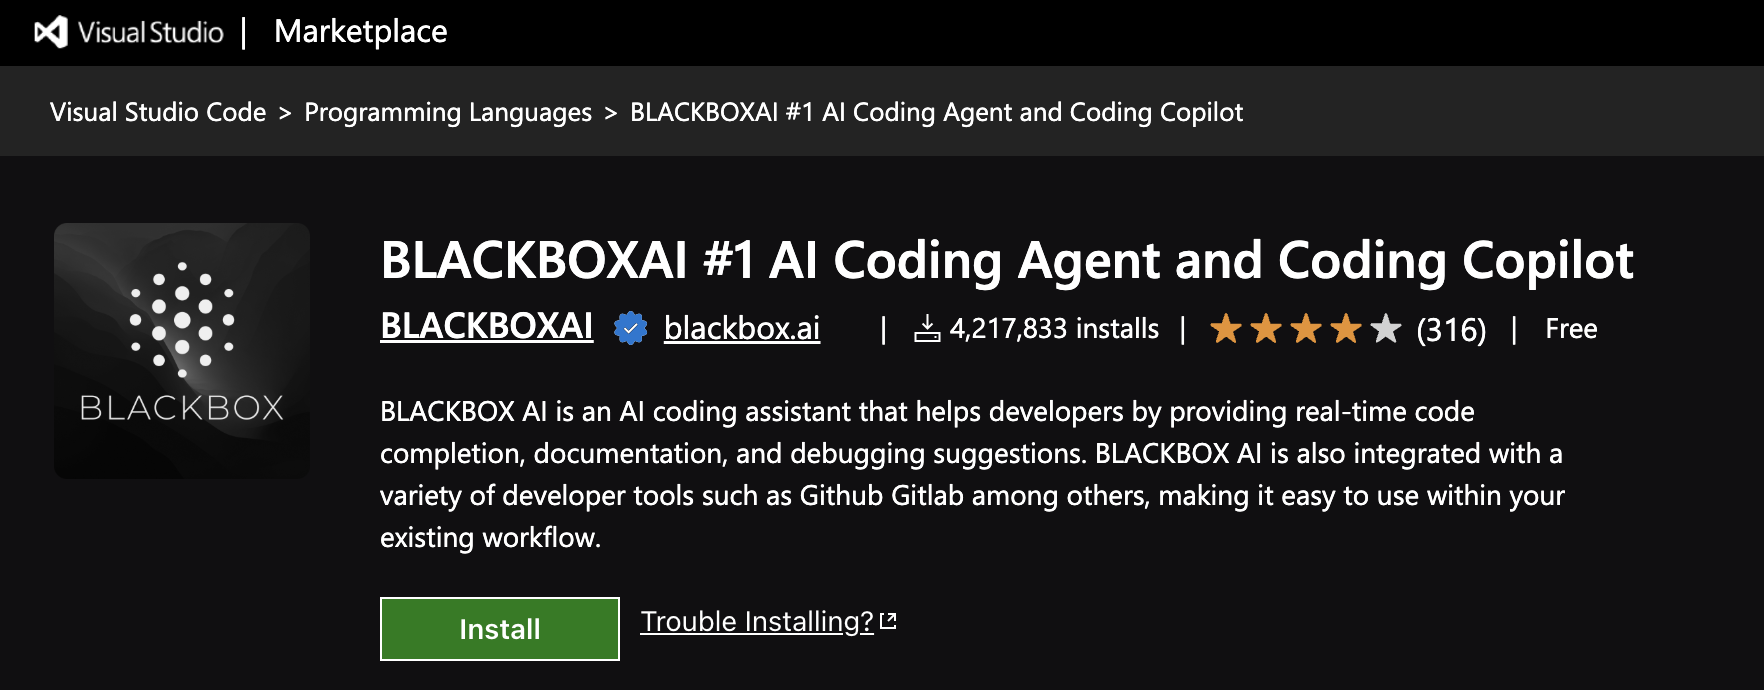 Visual Studio | Marketplace
Visual Studio Code > Programming Languages > BLACKBOXAI #1 AI Coding Agent and Coding Copilot
BLACKBOX
BLACKBOXAI #1 AI Coding Agent and Coding Copilot
BLACKBOXAI blackbox.ai | 4,217,833 installs | (316) | Free
BLACKBOX AI is an AI coding assistant that helps developers by providing real-time code
completion, documentation, and debugging suggestions. BLACKBOX AI is also integrated with a
variety of developer tools such as Github Gitlab among others, making it easy to use within your
existing workflow.
Install
Trouble Installing?